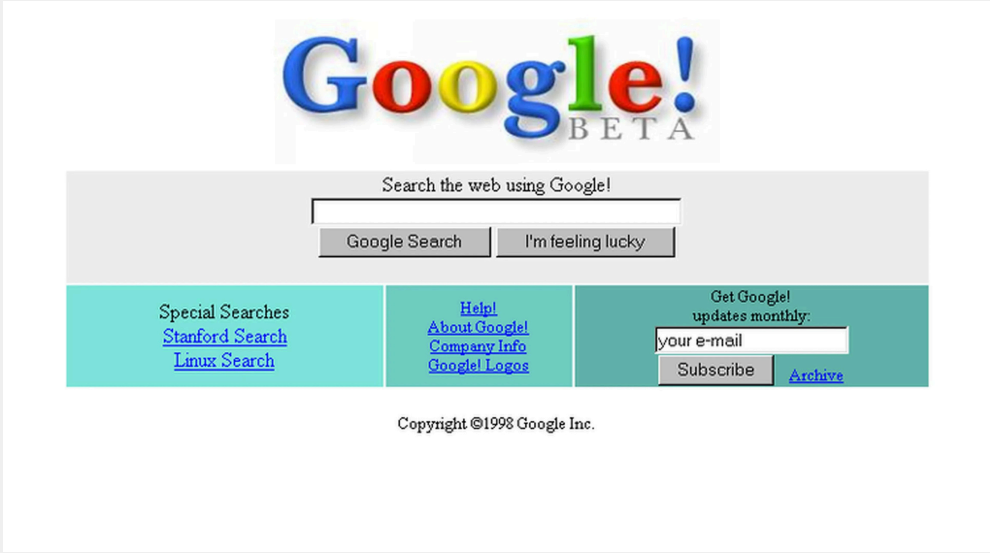 Google!
BETA
Search the web using Google!
Google Search I'm feeling lucky
Special Searches
Stanford Search
Linux Search
Help!
About Google!
Company Info
Google! Logos
Get Google!
updates monthly:
your e-mail
Subscribe Archive
Copyright ©1998 Google Inc.